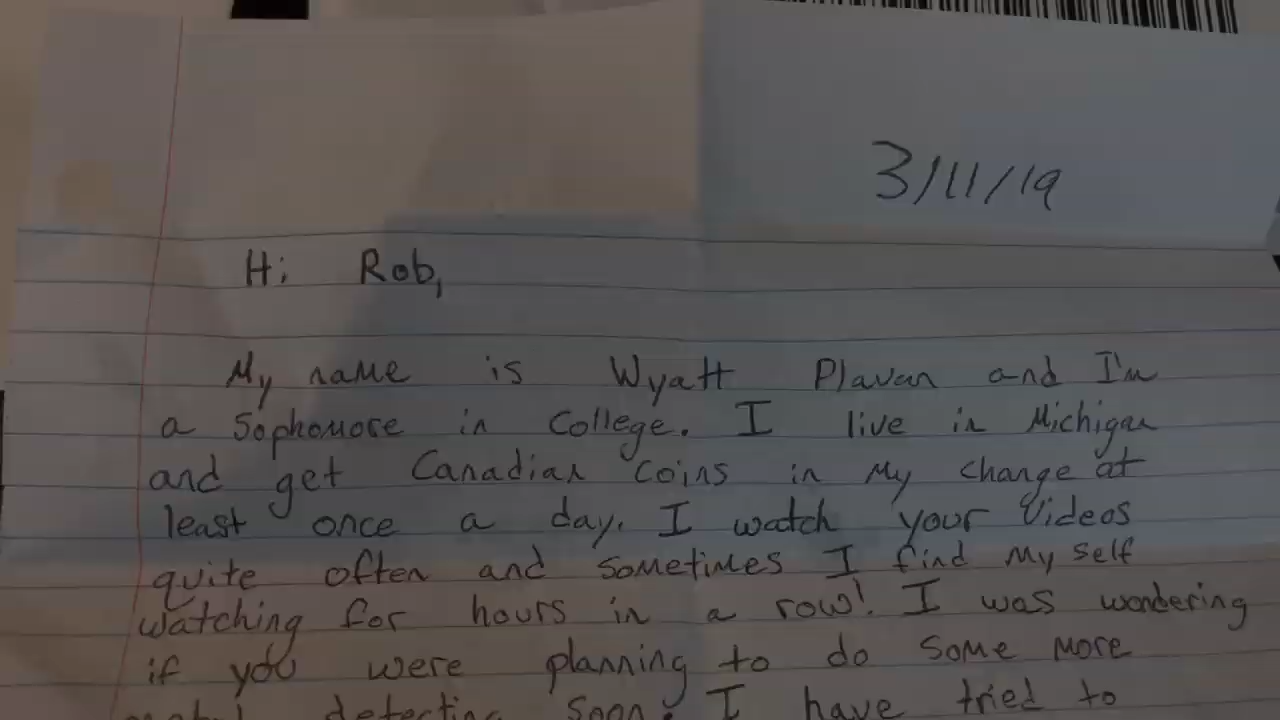 3/11/19
Hi Rob,
My name is Wyatt Plavan and I'm
a Sophomore in College. I live in Michigan
and get Canadian Coins in My change at
least once a day. I watch your Videos
quite often and sometimes I find My self
watching for hours in a row! I was wondering
if you were planning to do some more
detecting soon? I have tried to